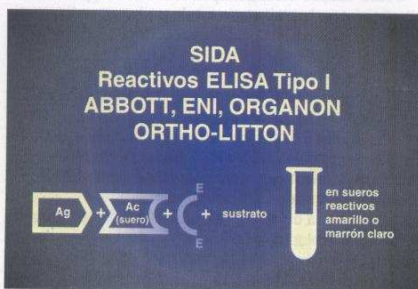 SIDA
Reactivos ELISA Tipo I
ABBOTT, ENI, ORGANON
ORTHO-LITTON
E
Ag + Ac (suero) + + sustrato
E
en sueros
reactivos
amarillo o
marrón claro